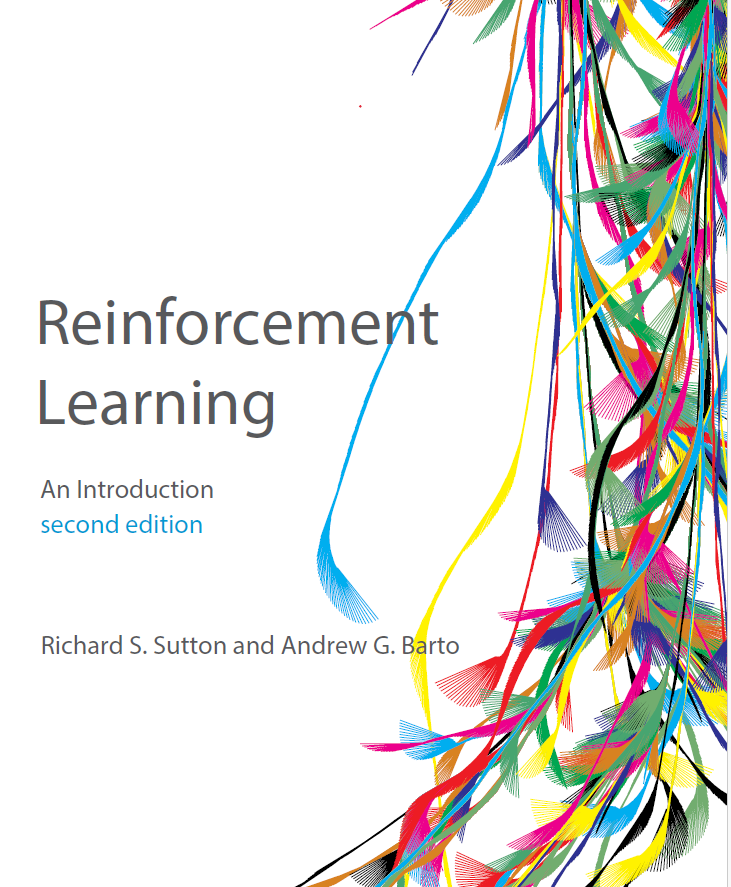 Reinforcement
Learning
An Introduction
second edition
Richard S. Sutton and Andrew G. Barto